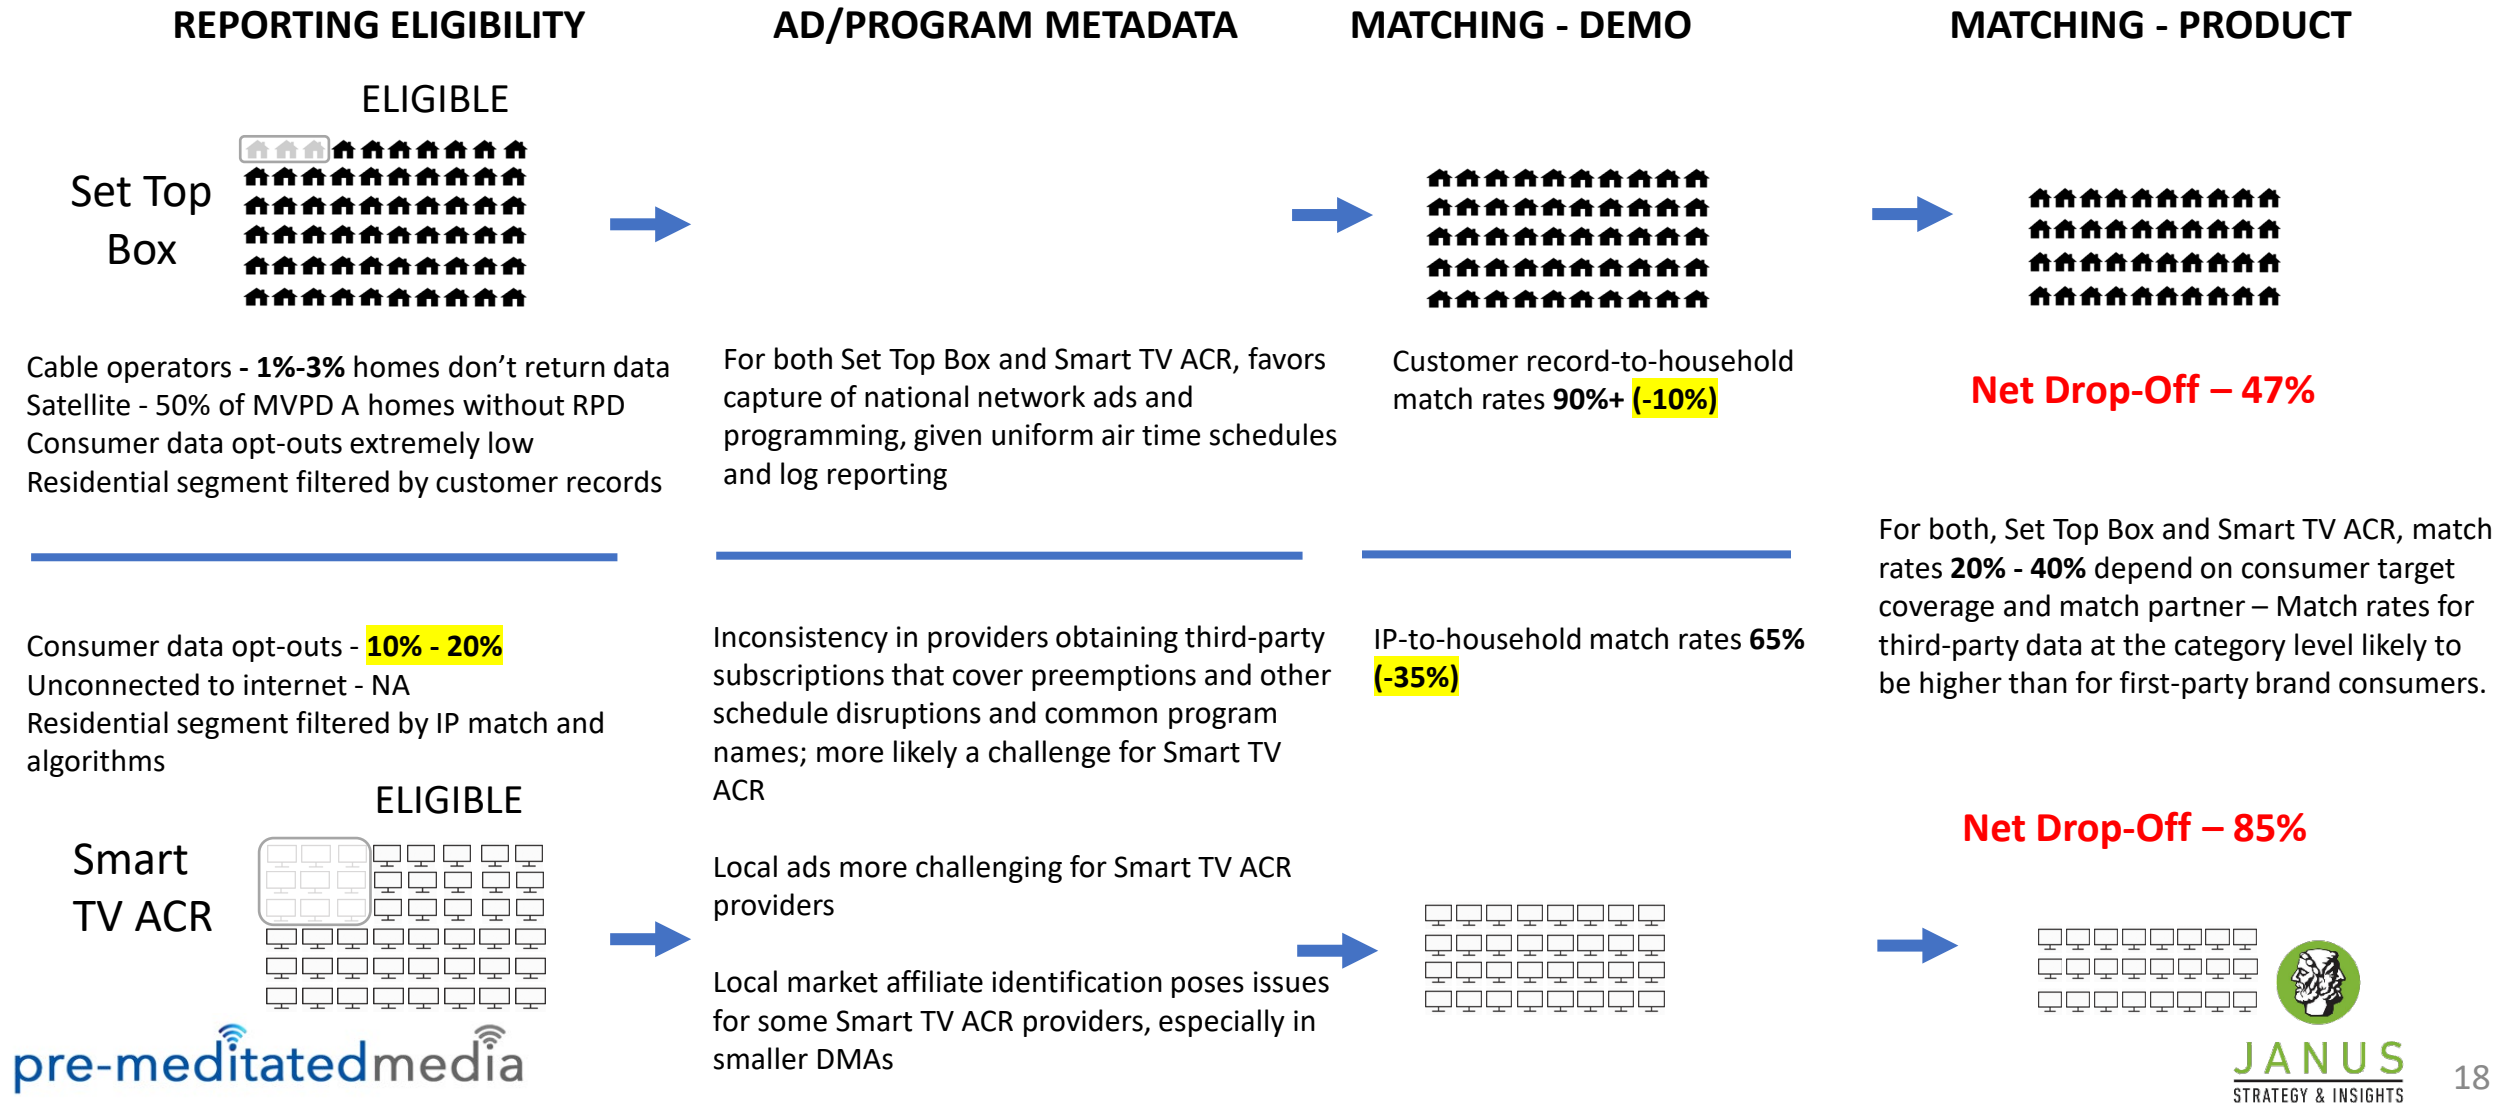 REPORTING ELIGIBILITY
AD/PROGRAM METADATA
MATCHING - DEMO
MATCHING - PRODUCT
ELIGIBLE
Set Top
Box
Cable operators - 1%-3% homes don’t return data
Satellite - 50% of MVPD A homes without RPD
Consumer data opt-outs extremely low
Residential segment filtered by customer records
For both Set Top Box and Smart TV ACR, favors
capture of national network ads and
programming, given uniform air time schedules
and log reporting
Customer record-to-household
match rates 90%+ (-10%)
Net Drop-Off – 47%
For both, Set Top Box and Smart TV ACR, match
rates 20% - 40% depend on consumer target
coverage and match partner – Match rates for
third-party data at the category level likely to
be higher than for first-party brand consumers.
Consumer data opt-outs - 10% - 20%
Unconnected to internet - NA
Residential segment filtered by IP match and
algorithms
ELIGIBLE
Smart
TV ACR
Inconsistency in providers obtaining third-party
subscriptions that cover preemptions and other
schedule disruptions and common program
names; more likely a challenge for Smart TV
ACR
Local ads more challenging for Smart TV ACR
providers
Local market affiliate identification poses issues
for some Smart TV ACR providers, especially in
smaller DMAs
IP-to-household match rates 65%
(-35%)
Net Drop-Off – 85%
pre-meditatedmedia
JANUS
STRATEGY & INSIGHTS
18